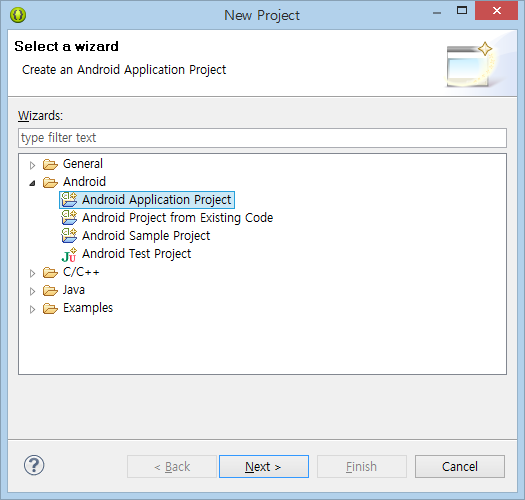 New Project
Select a wizard
Create an Android Application Project
Wizards:
type filter text
General
Android
Android Application Project
Android Project from Existing Code
Android Sample Project
Android Test Project
C/C++
Java
Examples
< Back
Next >
Finish
Cancel